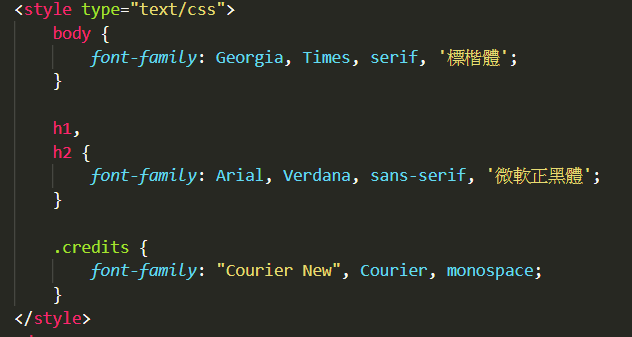 <style type="text/css">
body {
font-family: Georgia, Times, serif, '標楷體';
}
h1,
h2 {
font-family: Arial, Verdana, sans-serif, '微軟正黑體';
}
.credits {
font-family: "Courier New", Courier, monospace;
}
</style>